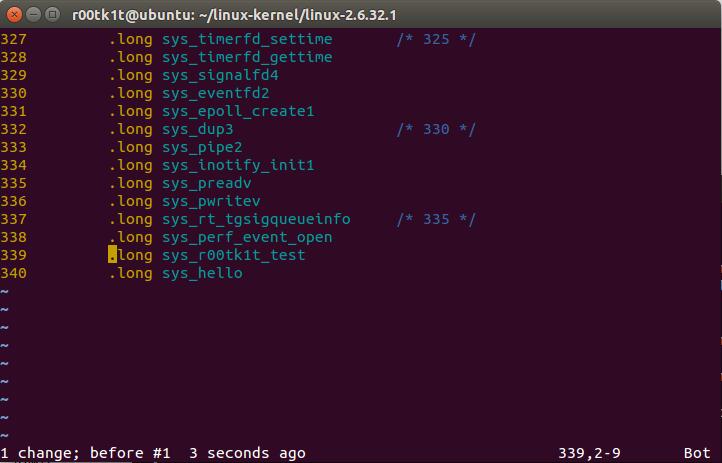 r00tk1t@ubuntu: ~/linux-kernel/linux-2.6.32.1
327 .long sys_timerfd_settime /* 325 */
328 .long sys_timerfd_gettime
329 .long sys_signalfd4
330 .long sys_eventfd2
331 .long sys_epoll_create1
332 .long sys_dup3 /* 330 */
333 .long sys_pipe2
334 .long sys_inotify_init1
335 .long sys_preadv
336 .long sys_pwritev
337 .long sys_rt_tgsigqueueinfo /* 335 */
338 .long sys_perf_event_open
339 .long sys_r00tk1t_test
340 .long sys_hello
~
~
~
~
~
~
~
~
~
1 change; before #1 3 seconds ago 339,2-9 Bot